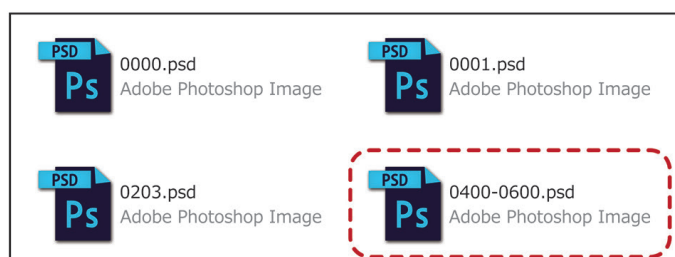 PSD
Ps
0000.psd
Adobe Photoshop Image
PSD
Ps
0001.psd
Adobe Photoshop Image
PSD
Ps
0203.psd
Adobe Photoshop Image
PSD
Ps
0400-0600.psd
Adobe Photoshop Image